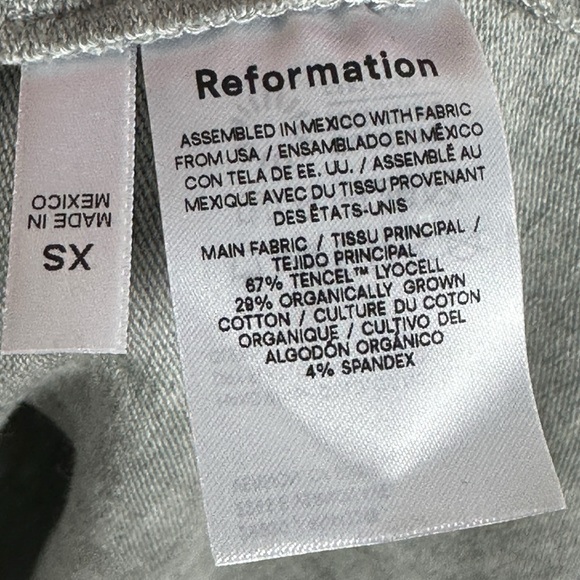 Reformation
ASSEMBLED IN MEXICO WITH FABRIC
FROM USA / ENSAMBLADO EN MÉXICO
CON TELA DE EE. UU. / ASSEMBLÉ AU
MEXIQUE AVEC DU TISSU PROVENANT
DES ÉTATS-UNIS
MAIN FABRIC / TISSU PRINCIPAL /
TEJIDO PRINCIPAL
67% TENCEL™ LYOCELL
29% ORGANICALLY GROWN
COTTON / CULTURE DU COTON
ORGANIQUE / CULTIVO DEL
ALGODÓN ORGÁNICO
4% SPANDEX
XS
MADE IN
MEXICO